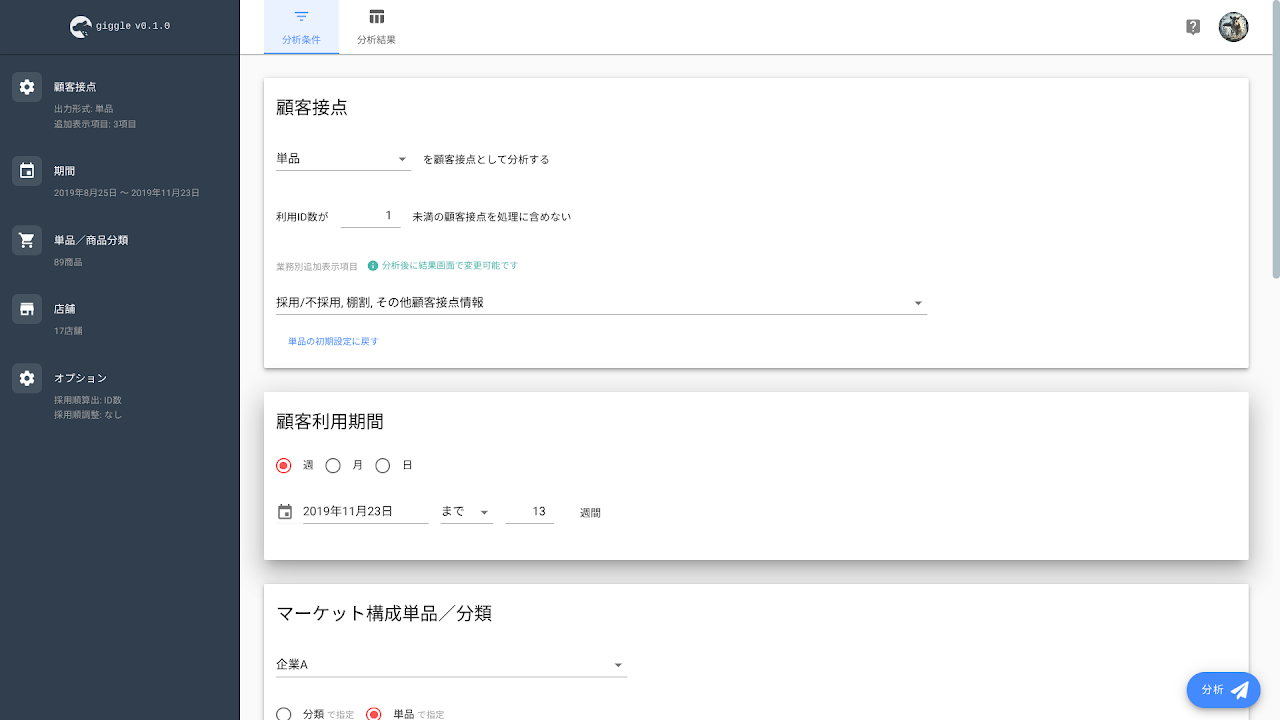 giggle v0.1.0
顧客接点
出力形式: 単品
追加表示項目: 3項目
期間
2019年8月25日 〜 2019年11月23日
単品／商品分類
89商品
店舗
17店舗
オプション
採用順算出: ID数
採用順調整: なし
分析条件
分析結果
顧客接点
単品 を顧客接点として分析する
利用ID数が 1 未満の顧客接点を処理に含めない
業務別追加表示項目 分析後に結果画面で変更可能です
採用/不採用, 棚割, その他顧客接点情報
単品の初期設定に戻す
顧客利用期間
週 月 日
2019年11月23日 まで 13 週間
マーケット構成単品／分類
企業A
分類 で指定 単品 で指定
分析